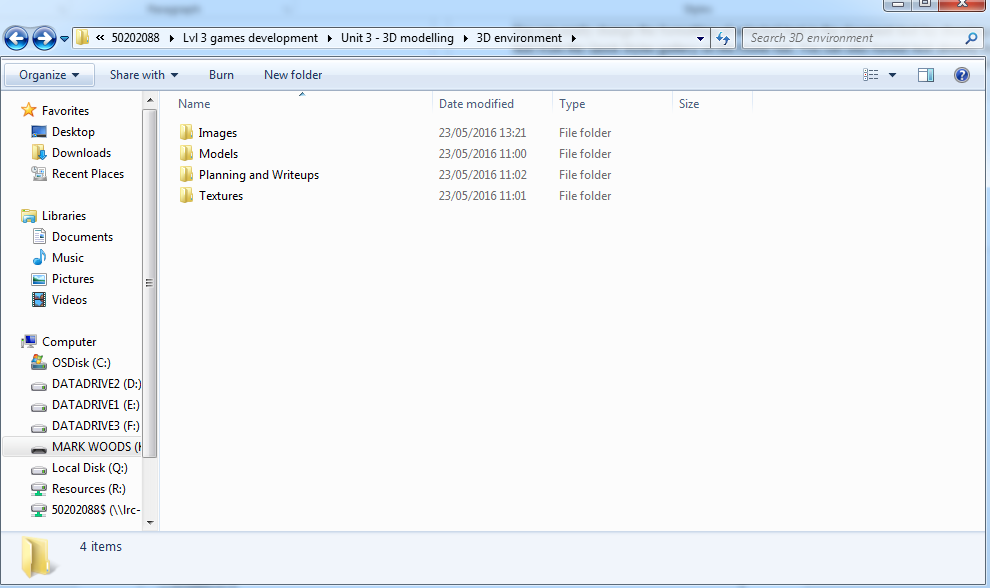 « 50202088 ▸ Lvl 3 games development ▸ Unit 3 - 3D modelling ▸ 3D environment ▸
Search 3D environment
Organize Share with Burn New folder
Name Date modified Type Size
Favorites
Desktop
Downloads
Recent Places
Libraries
Documents
Music
Pictures
Videos
Computer
OSDisk (C:)
DATADRIVE2 (D:)
DATADRIVE1 (E:)
DATADRIVE3 (F:)
MARK WOODS (H
Local Disk (Q:)
Resources (R:)
50202088$ (\\lrc-
Images 23/05/2016 13:21 File folder
Models 23/05/2016 11:00 File folder
Planning and Writeups 23/05/2016 11:02 File folder
Textures 23/05/2016 11:01 File folder
4 items